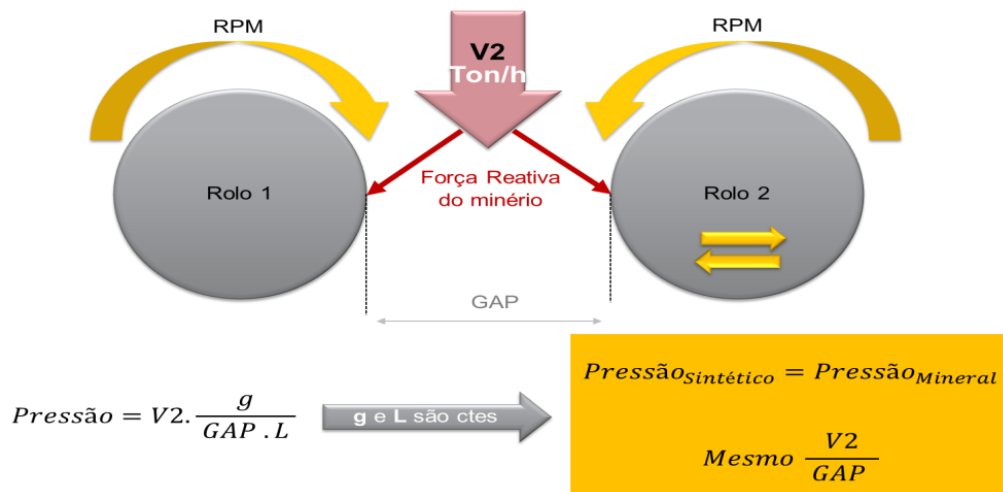 RPM
RPM
V2
Ton/h
Rolo 1
Força Reativa
do minério
Rolo 2
GAP
Pressão = V2. g / GAP . L
g e L são ctes
Pressão_Sintético = Pressão_Mineral
Mesmo V2 / GAP